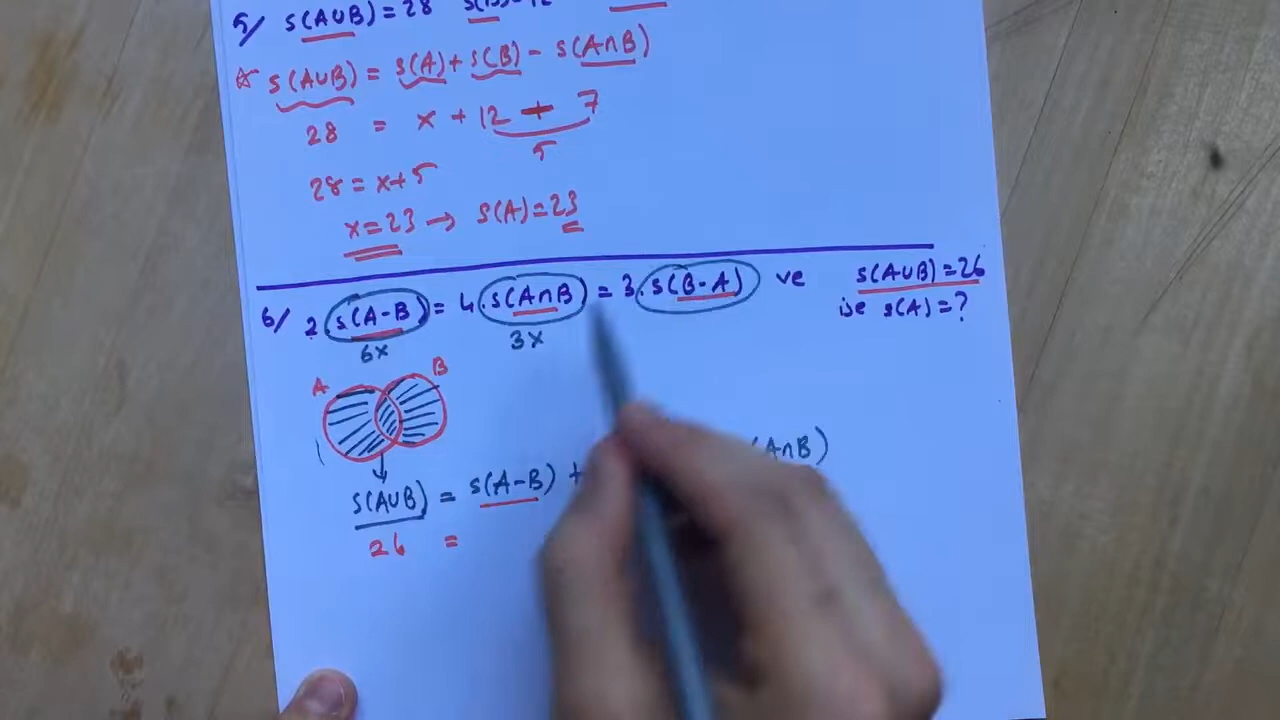 5/ s(A∪B) = 28 s(B)=12
☆ s(A∪B) = s(A) + s(B) - s(A∩B)
28 = x + 12 + 7
5
28 = x+5
x = 23 → s(A) = 23
6/ 2.s(A-B) = 4.s(A∩B) = 3.s(B-A) ve s(A∪B) = 26
ise s(A) = ?
6x 3x
A B
s(A∪B) = s(A-B) + (A∩B)
26 =